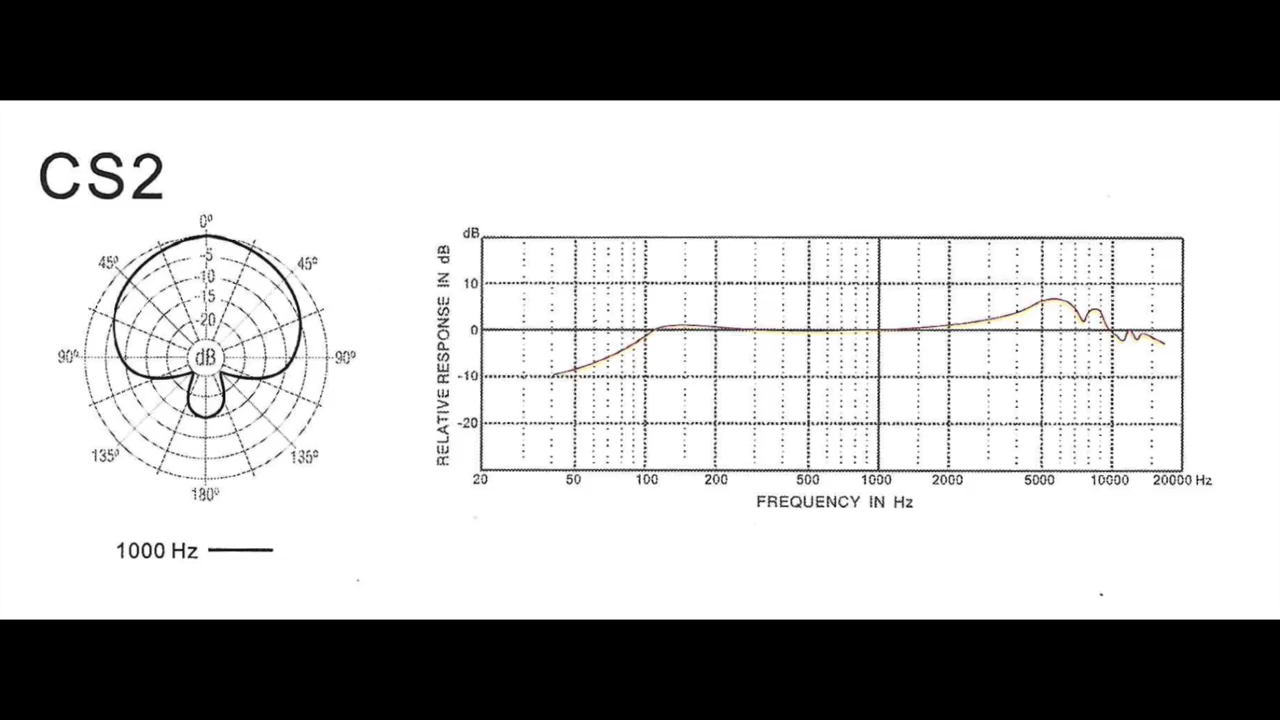 CS2
0°
45°
45°
-5
-10
-15
-20
dB
90°
90°
135°
135°
180°
1000 Hz
dB
10
0
-10
-20
RELATIVE RESPONSE IN dB
20 50 100 200 500 1000 2000 5000 10000 20000 Hz
FREQUENCY IN Hz